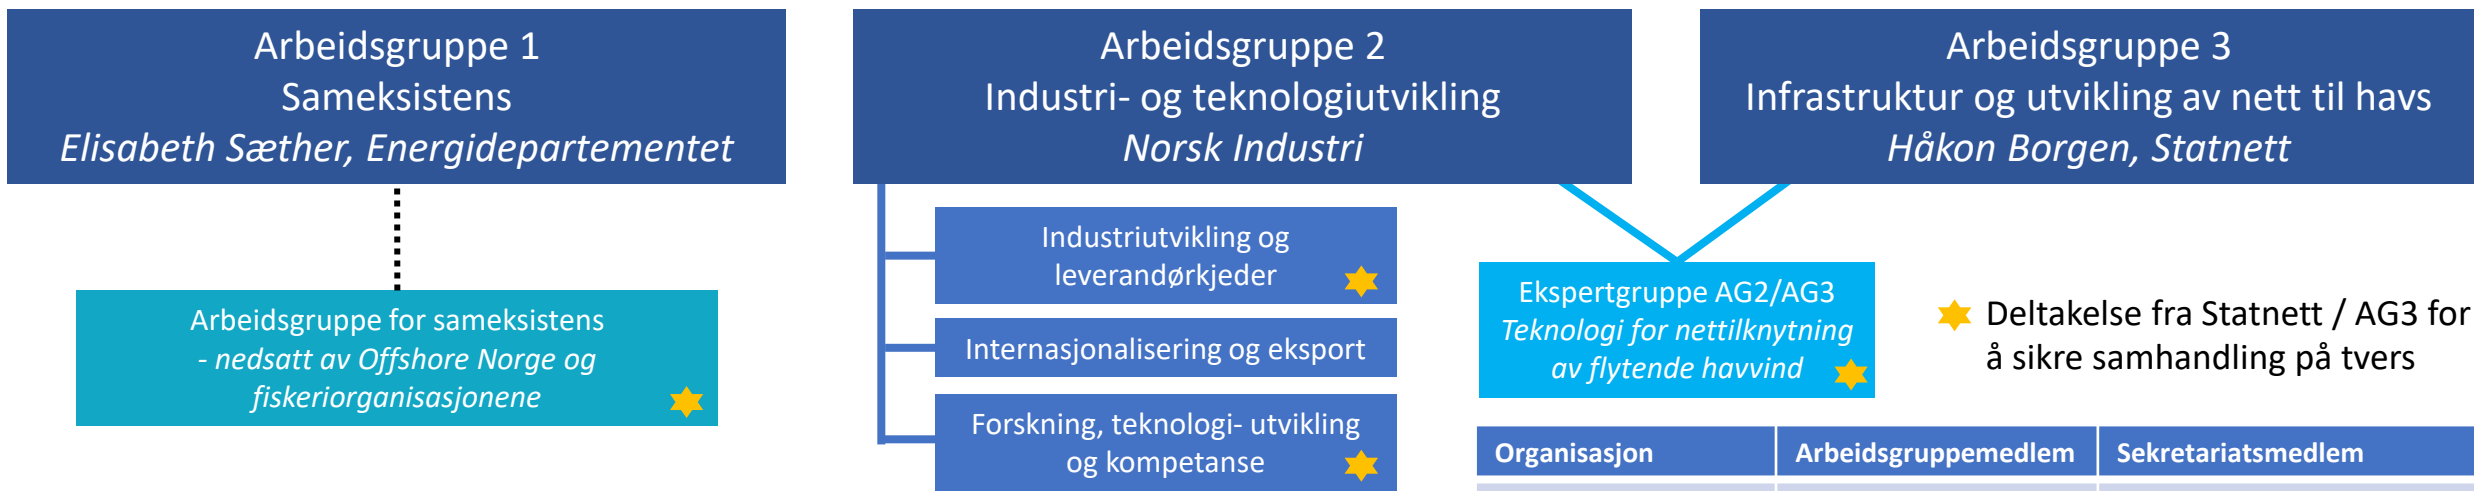 Arbeidsgruppe 1
Sameksistens
Elisabeth Sæther, Energidepartementet
Arbeidsgruppe for sameksistens
- nedsatt av Offshore Norge og
fiskeriorganisasjonene
Arbeidsgruppe 2
Industri- og teknologiutvikling
Norsk Industri
Industriutvikling og
leverandørkjeder
Internasjonalisering og eksport
Forskning, teknologi- utvikling
og kompetanse
Arbeidsgruppe 3
Infrastruktur og utvikling av nett til havs
Håkon Borgen, Statnett
Ekspertgruppe AG2/AG3
Teknologi for nettilknytning
av flytende havvind
Deltakelse fra Statnett / AG3 for
å sikre samhandling på tvers
Organisasjon Arbeidsgruppemedlem Sekretariatsmedlem